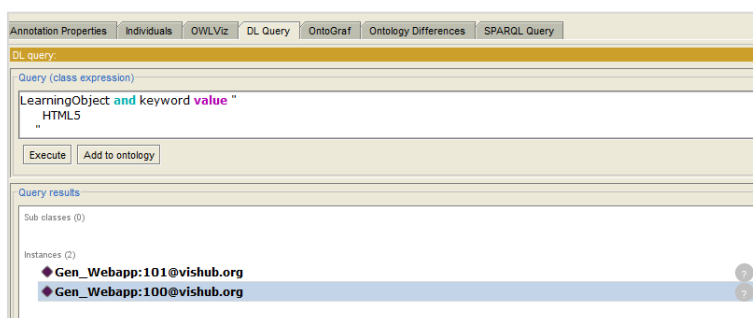 Annotation Properties Individuals OWLViz DL Query OntoGraf Ontology Differences SPARQL Query
DL query:
Query (class expression)
LearningObject and keyword value "
HTML5
"
Execute Add to ontology
Query results
Sub classes (0)
Instances (2)
Gen_Webapp:101@vishub.org
?
Gen_Webapp:100@vishub.org
?